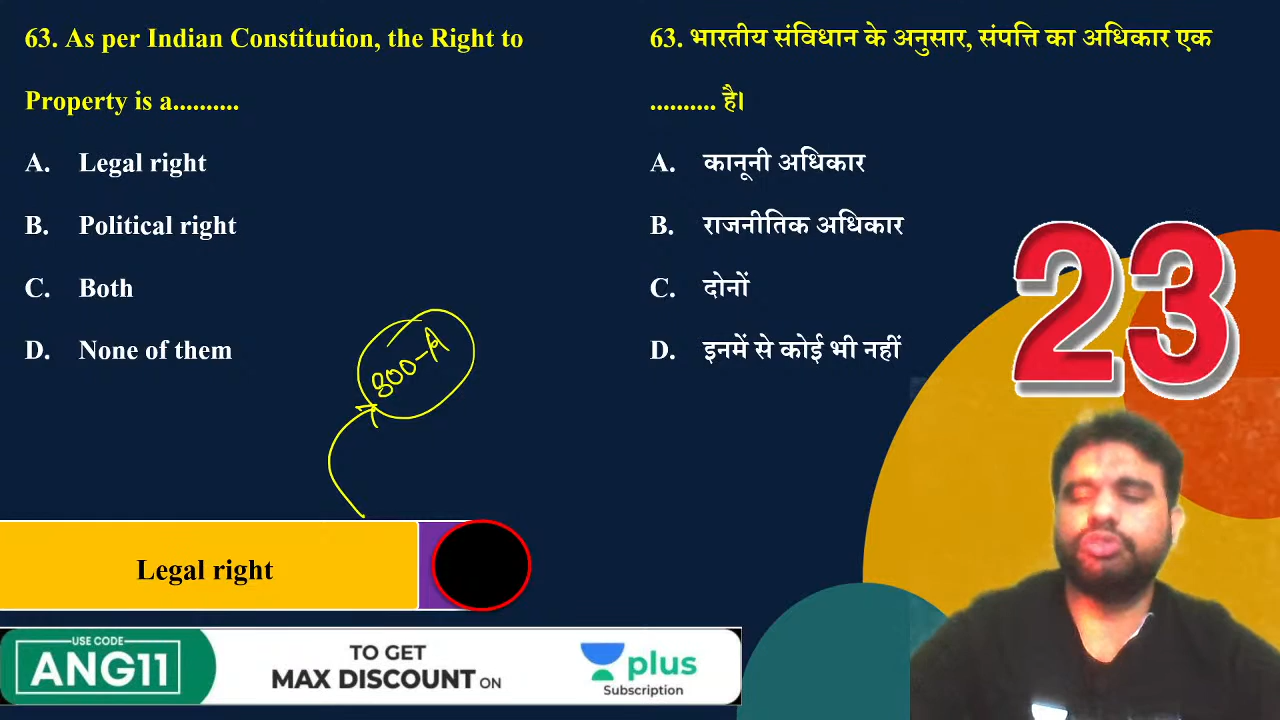 63. As per Indian Constitution, the Right to
Property is a..........
A. Legal right
B. Political right
C. Both
D. None of them
300-A
Legal right
63. भारतीय संविधान के अनुसार, संपत्ति का अधिकार एक
.......... है।
A. कानूनी अधिकार
B. राजनीतिक अधिकार
C. दोनों
D. इनमें से कोई भी नहीं
23
USE CODE
ANG11
TO GET
MAX DISCOUNT ON
plus
Subscription